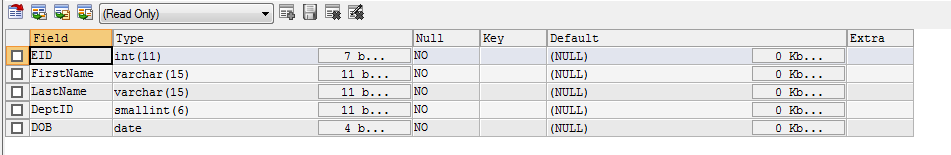 (Read Only)
Field Type Null Key Default Extra
EID int(11) 7 b... NO (NULL) 0 Kb...
FirstName varchar(15) 11 b... NO (NULL) 0 Kb...
LastName varchar(15) 11 b... NO (NULL) 0 Kb...
DeptID smallint(6) 11 b... NO (NULL) 0 Kb...
DOB date 4 b... NO (NULL) 0 Kb...